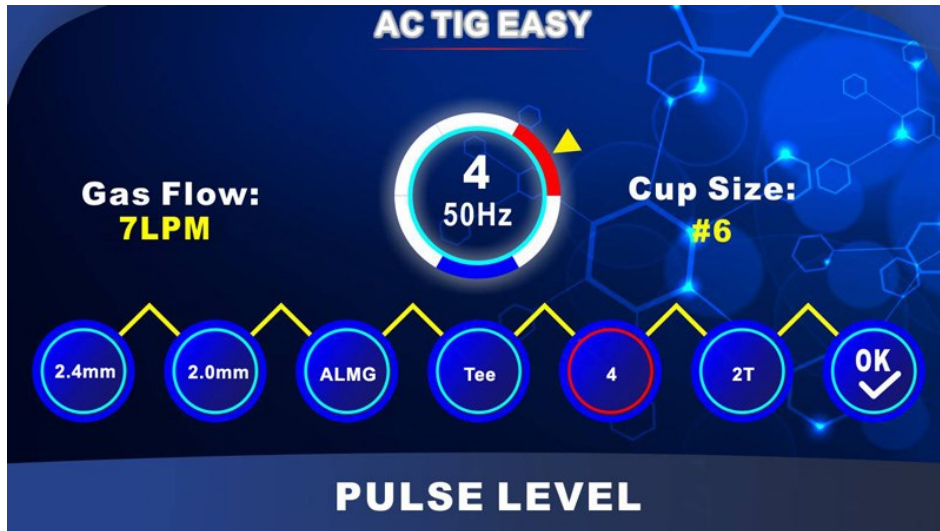 AC TIG EASY
4
50Hz
Gas Flow:
7LPM
Cup Size:
#6
2.4mm
2.0mm
ALMG
Tee
4
2T
OK
PULSE LEVEL